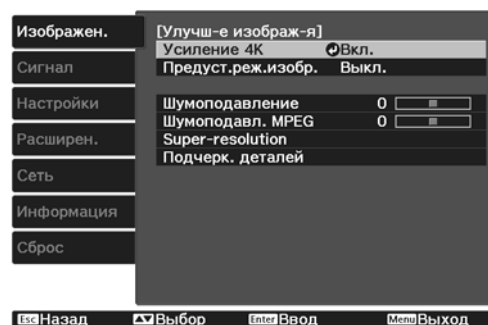 Изображен.
Сигнал
Настройки
Расширен.
Сеть
Информация
Сброс
[Улучш-е изображ-я]
Усиление 4K Вкл.
Предуст.реж.изобр. Выкл.
Шумоподавление 0
Шумоподавл. MPEG 0
Super-resolution
Подчерк. деталей
Esc Назад Выбор Enter Ввод Menu Выход